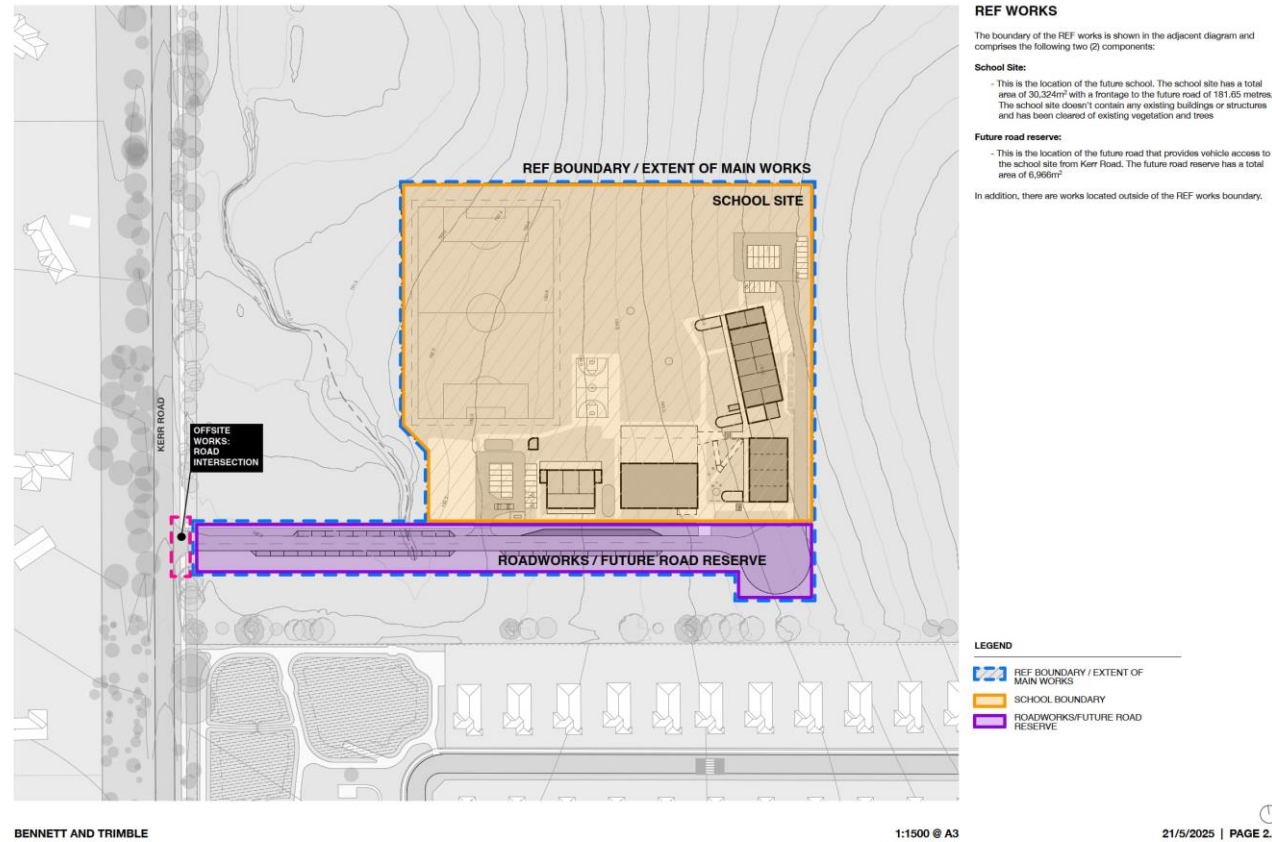 REF WORKS
The boundary of the REF works is shown in the adjacent diagram and
comprises the following two (2) components:
School Site:
- This is the location of the future school. The school site has a total
area of 30,324m² with a frontage to the future road of 181.65 metres.
The school site doesn't contain any existing buildings or structures
and has been cleared of existing vegetation and trees
Future road reserve:
- This is the location of the future road that provides vehicle access to
the school site from Kerr Road. The future road reserve has a total
area of 6,966m²
In addition, there are works located outside of the REF works boundary.
REF BOUNDARY / EXTENT OF MAIN WORKS
SCHOOL SITE
KERR ROAD
OFFSITE
WORKS:
ROAD
INTERSECTION
ROADWORKS / FUTURE ROAD RESERVE
LEGEND
REF BOUNDARY / EXTENT OF
MAIN WORKS
SCHOOL BOUNDARY
ROADWORKS/FUTURE ROAD
RESERVE
BENNETT AND TRIMBLE
1:1500 @ A3
21/5/2025 | PAGE 2.